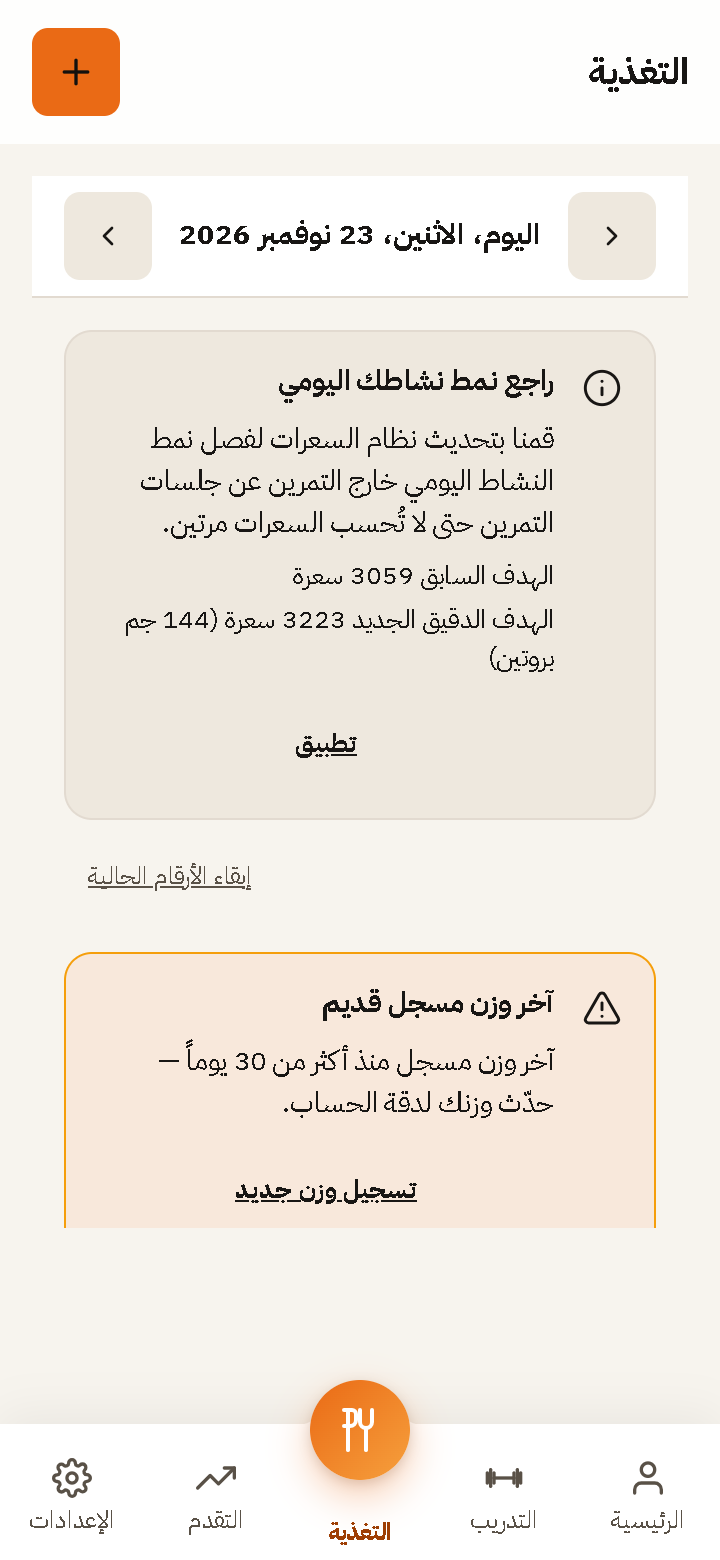 التغذية
اليوم، الاثنين، 23 نوفمبر 2026
راجع نمط نشاطك اليومي
قمنا بتحديث نظام السعرات لفصل نمط
النشاط اليومي خارج التمرين عن جلسات
التمرين حتى لا تُحسب السعرات مرتين.
الهدف السابق 3059 سعرة
الهدف الدقيق الجديد 3223 سعرة (144 جم
بروتين)
تطبيق
إبقاء الأرقام الحالية
آخر وزن مسجل قديم
آخر وزن مسجل منذ أكثر من 30 يوماً —
حدّث وزنك لدقة الحساب.
تسجيل وزن جديد
الرئيسية
التدريب
التغذية
التقدم
الإعدادات